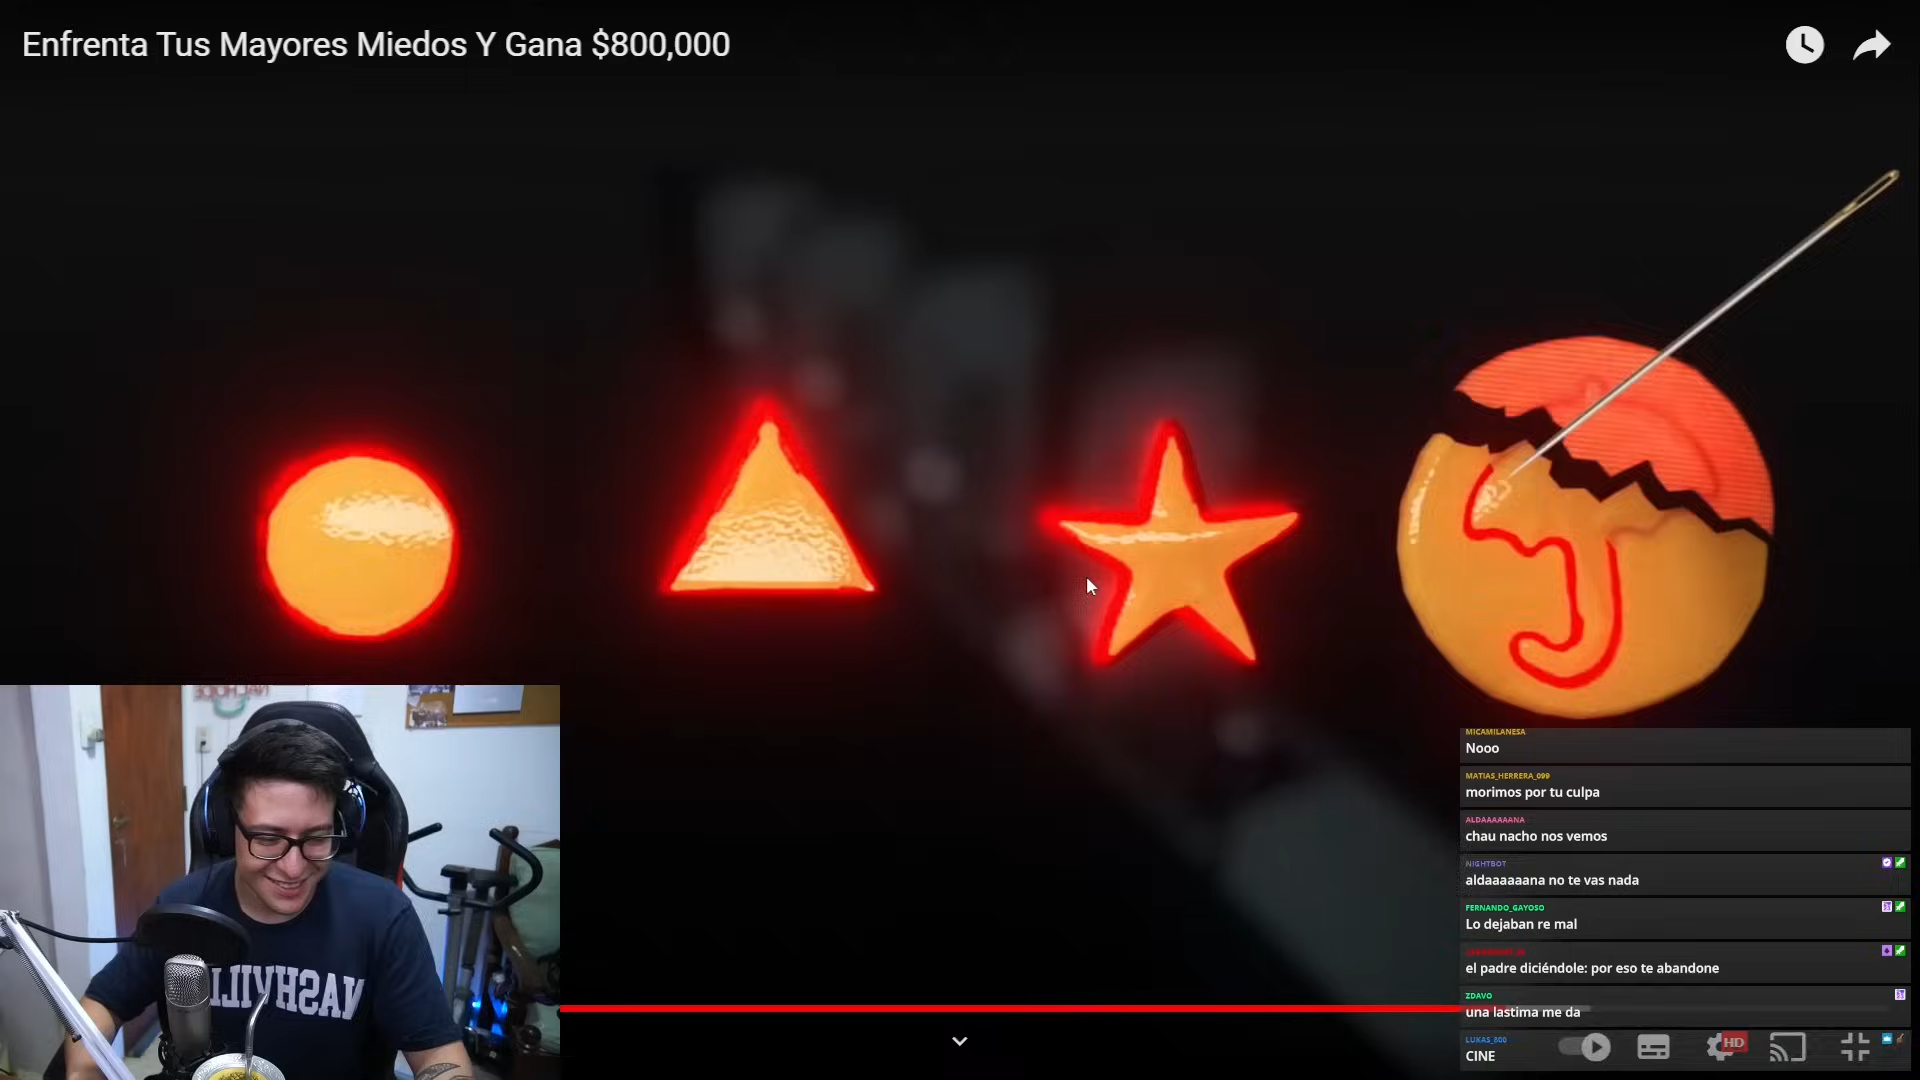 Enfrenta Tus Mayores Miedos Y Gana $800,000
NASHVILL
MICAMILANESA
Nooo
MATIAS_HERRERA_099
morimos por tu culpa
ALDAAAAAANA
chau nacho nos vemos
NIGHTBOT
aldaaaaaana no te vas nada
FERNANDO_GAYOSO
Lo dejaban re mal
el padre diciéndole: por eso te abandone
ZDAVO
una lastima me da
LUKAS_800
CINE
HD